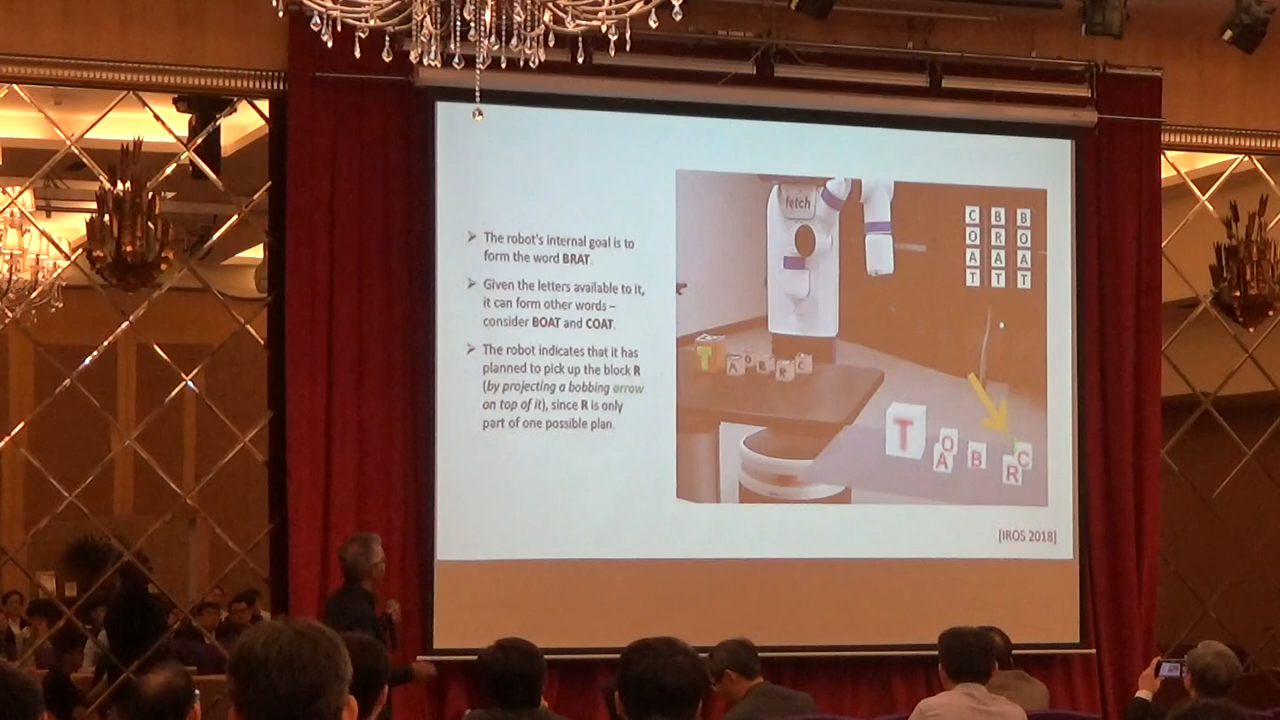 ➢ The robot's internal goal is to
form the word BRAT.
➢ Given the letters available to it,
it can form other words –
consider BOAT and COAT.
➢ The robot indicates that it has
planned to pick up the block R
(by projecting a bobbing arrow
on top of it), since R is only
part of one possible plan.
fetch
C B B
O R O
A A A
T T T
T A O B R C
T O A B R C
[IROS 2018]